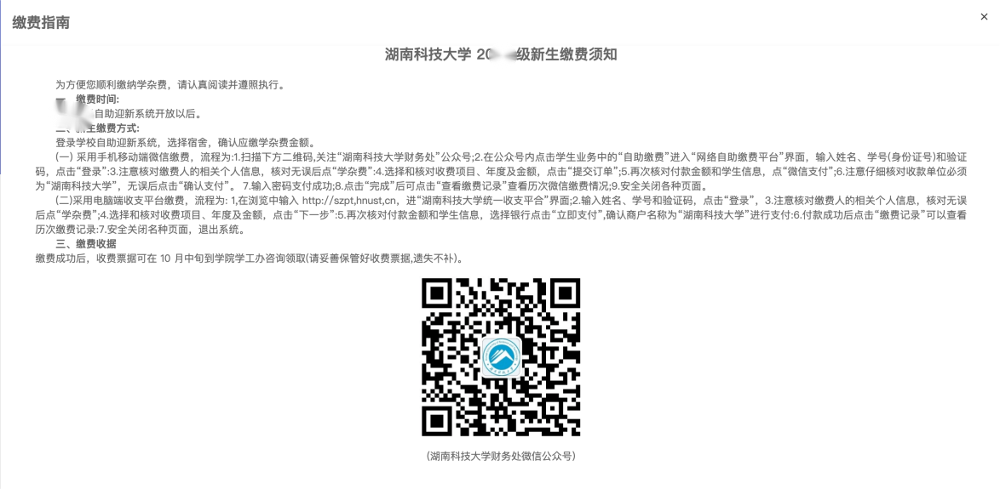 缴费指南
×
湖南科技大学 20 级新生缴费须知
为方便您顺利缴纳学杂费，请认真阅读并遵照执行。
一、缴费时间:
自助迎新系统开放以后。
二、新生缴费方式:
登录学校自助迎新系统，选择宿舍，确认应缴学杂费金额。
(一) 采用手机移动端微信缴费，流程为:1.扫描下方二维码,关注“湖南科技大学财务处”公众号;2.在公众号内点击学生业务中的“自助缴费”进入“网络自助缴费平台”界面，输入姓名、学号(身份证号)和验证
码，点击“登录”:3.注意核对缴费人的相关个人信息，核对无误后点“学杂费”:4.选择和核对收费项目、年度及金额，点击“提交订单”;5.再次核对付款金额和学生信息，点“微信支付”;6.注意仔细核对收款单位必须
为“湖南科技大学”，无误后点击“确认支付”。 7.输入密码支付成功;8.点击“完成”后可点击“查看缴费记录”查看历次微信缴费情况;9.安全关闭各种页面。
(二)采用电脑端收支平台缴费，流程为: 1,在浏览中输入 http://szpt,hnust,cn，进“湖南科技大学统一收支平合”界面;2.输入姓名、学号和验证码，点击“登录”，3.注意核对缴费人的相关个人信息，核对无误
后点“学杂费”;4.选择和核对收费项目、年度及金额，点击“下一步”:5.再次核对付款金额和学生信息，选择银行点击“立即支付”,确认商户名称为“湖南科技大学”进行支付:6.付款成功后点击“缴费记录”可以查看
历次缴费记录:7.安全关闭名种页面，退出系统。
三、缴费收据
缴费成功后，收费票据可在 10 月中旬到学院学工办咨询领取(请妥善保管好收费票据,遗失不补)。
(湖南科技大学财务处微信公众号)